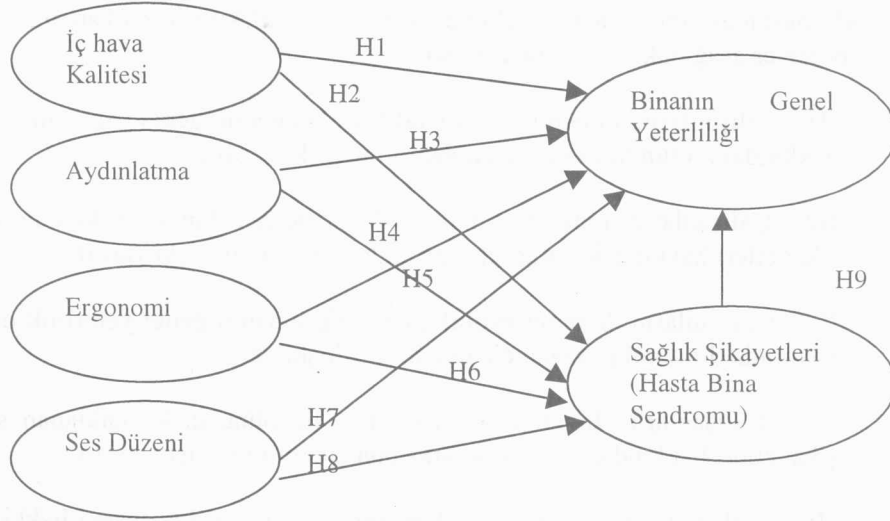 İç hava
Kalitesi
H1
H2
Binanın Genel
Yeterliliği
H3
Aydınlatma
H4
H5
H9
Ergonomi
Sağlık Şikayetleri
(Hasta Bina
Sendromu)
H6
H7
Ses Düzeni
H8